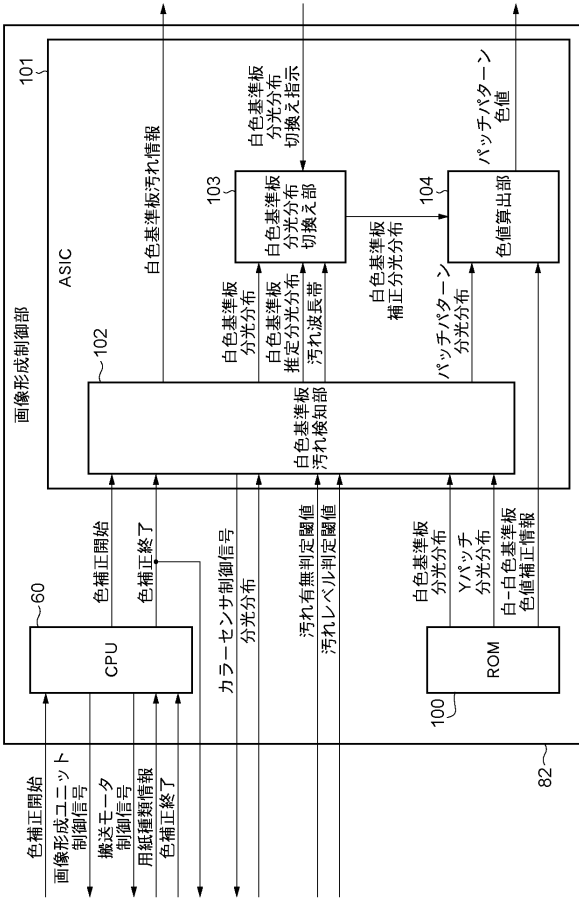 画像形成制御部
101
ASIC
102
白色基準板
汚れ検知部
白色基準板汚れ情報
103
白色基準板
分光分布
切換え部
白色基準板
分光分布
切換え指示
白色基準板
分光分布
白色基準板
推定分光分布
汚れ波長帯
白色基準板
補正分光分布
104
色値算出部
パッチパターン
色値
パッチパターン
分光分布
60
CPU
色補正開始
色補正終了
カラーセンサ制御信号
分光分布
汚れ有無判定閾値
汚れレベル判定閾値
白色基準板
分光分布
Yパッチ
分光分布
白-白色基準板
色値補正情報
ROM
100
82
色補正開始
画像形成ユニット
制御信号
搬送モータ
制御信号
用紙種類情報
色補正終了